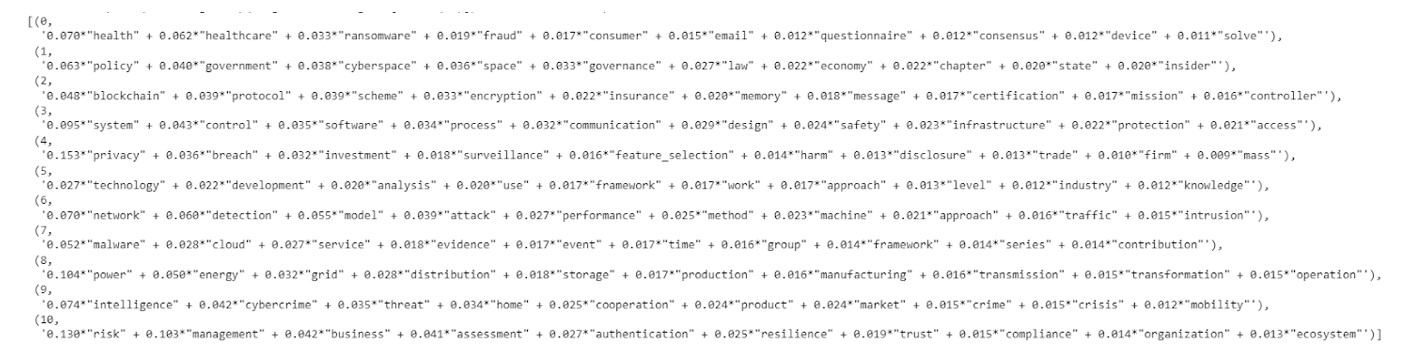 [(0,
'0.070*"health" + 0.062*"healthcare" + 0.033*"ransomware" + 0.019*"fraud" + 0.017*"consumer" + 0.015*"email" + 0.012*"questionnaire" + 0.012*"consensus" + 0.012*"device" + 0.011*"solve"'),
(1,
'0.063*"policy" + 0.040*"government" + 0.038*"cyberspace" + 0.036*"space" + 0.033*"governance" + 0.027*"law" + 0.022*"economy" + 0.022*"chapter" + 0.020*"state" + 0.020*"insider"'),
(2,
'0.048*"blockchain" + 0.039*"protocol" + 0.039*"scheme" + 0.033*"encryption" + 0.022*"insurance" + 0.020*"memory" + 0.018*"message" + 0.017*"certification" + 0.017*"mission" + 0.016*"controller"'),
(3,
'0.095*"system" + 0.043*"control" + 0.035*"software" + 0.034*"process" + 0.032*"communication" + 0.029*"design" + 0.024*"safety" + 0.023*"infrastructure" + 0.022*"protection" + 0.021*"access"'),
(4,
'0.153*"privacy" + 0.036*"breach" + 0.032*"investment" + 0.018*"surveillance" + 0.016*"feature_selection" + 0.014*"harm" + 0.013*"disclosure" + 0.013*"trade" + 0.010*"firm" + 0.009*"mass"'),
(5,
'0.027*"technology" + 0.022*"development" + 0.020*"analysis" + 0.020*"use" + 0.017*"framework" + 0.017*"work" + 0.017*"approach" + 0.013*"level" + 0.012*"industry" + 0.012*"knowledge"'),
(6,
'0.070*"network" + 0.060*"detection" + 0.055*"model" + 0.039*"attack" + 0.027*"performance" + 0.025*"method" + 0.023*"machine" + 0.021*"approach" + 0.016*"traffic" + 0.015*"intrusion"'),
(7,
'0.052*"malware" + 0.028*"cloud" + 0.027*"service" + 0.018*"evidence" + 0.017*"event" + 0.017*"time" + 0.016*"group" + 0.014*"framework" + 0.014*"series" + 0.014*"contribution"'),
(8,
'0.104*"power" + 0.050*"energy" + 0.032*"grid" + 0.028*"distribution" + 0.018*"storage" + 0.017*"production" + 0.016*"manufacturing" + 0.016*"transmission" + 0.015*"transformation" + 0.015*"operation"'),
(9,
'0.074*"intelligence" + 0.042*"cybercrime" + 0.035*"threat" + 0.034*"home" + 0.025*"cooperation" + 0.024*"product" + 0.024*"market" + 0.015*"crime" + 0.015*"crisis" + 0.012*"mobility"'),
(10,
'0.130*"risk" + 0.103*"management" + 0.042*"business" + 0.041*"assessment" + 0.027*"authentication" + 0.025*"resilience" + 0.019*"trust" + 0.015*"compliance" + 0.014*"organization" + 0.013*"ecosystem"')]